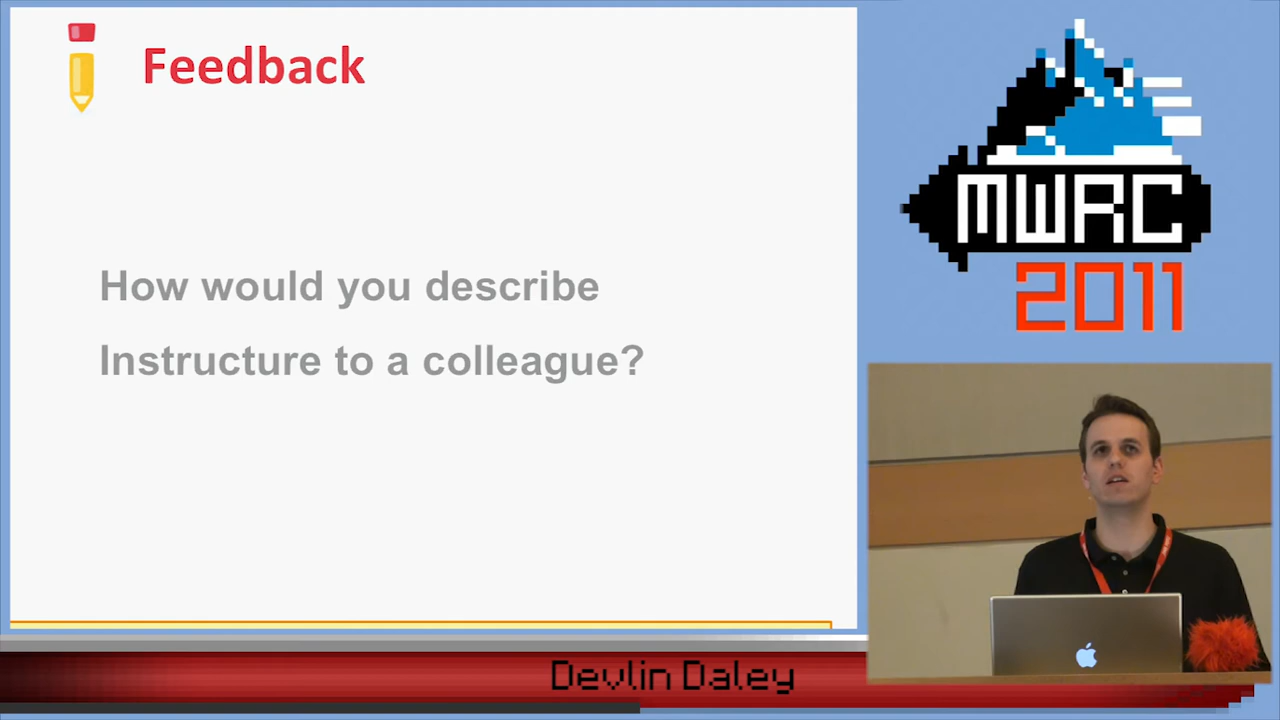 Feedback
How would you describe
Instructure to a colleague?
MWRC
2011
Devlin Daley